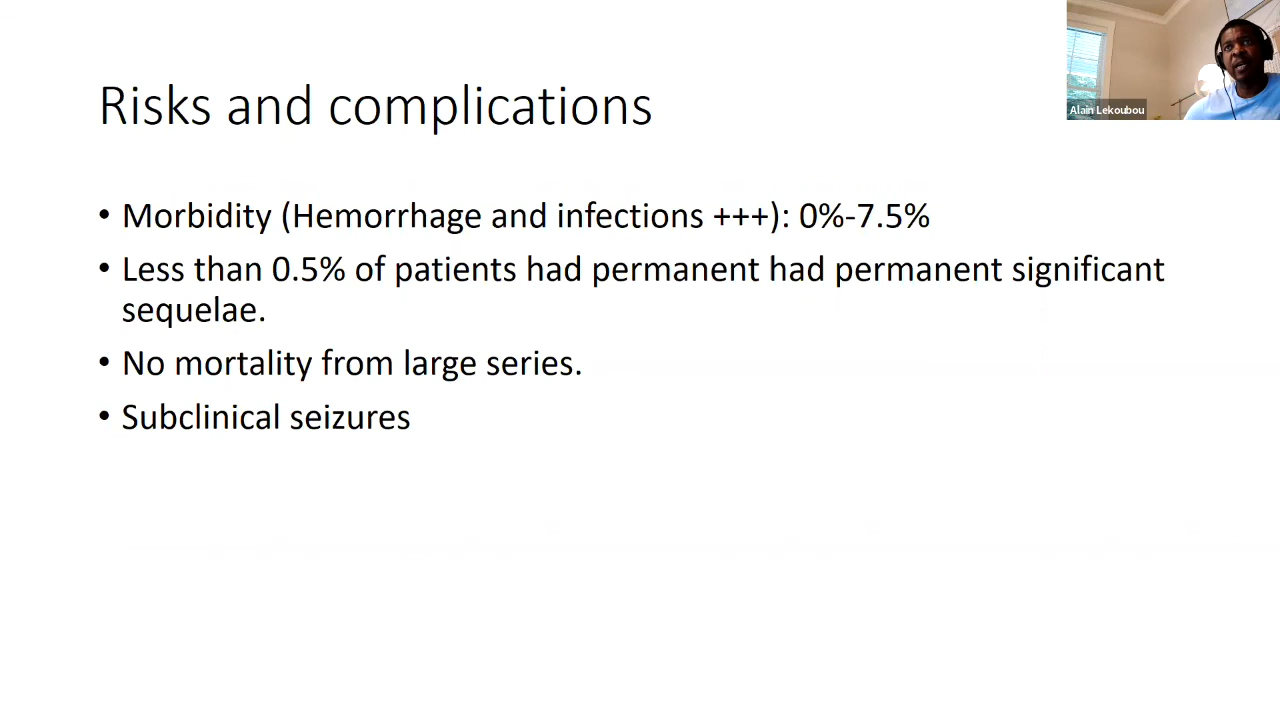 Risks and complications
Alain Lekoubou
• Morbidity (Hemorrhage and infections +++): 0%-7.5%
• Less than 0.5% of patients had permanent had permanent significant
sequelae.
• No mortality from large series.
• Subclinical seizures